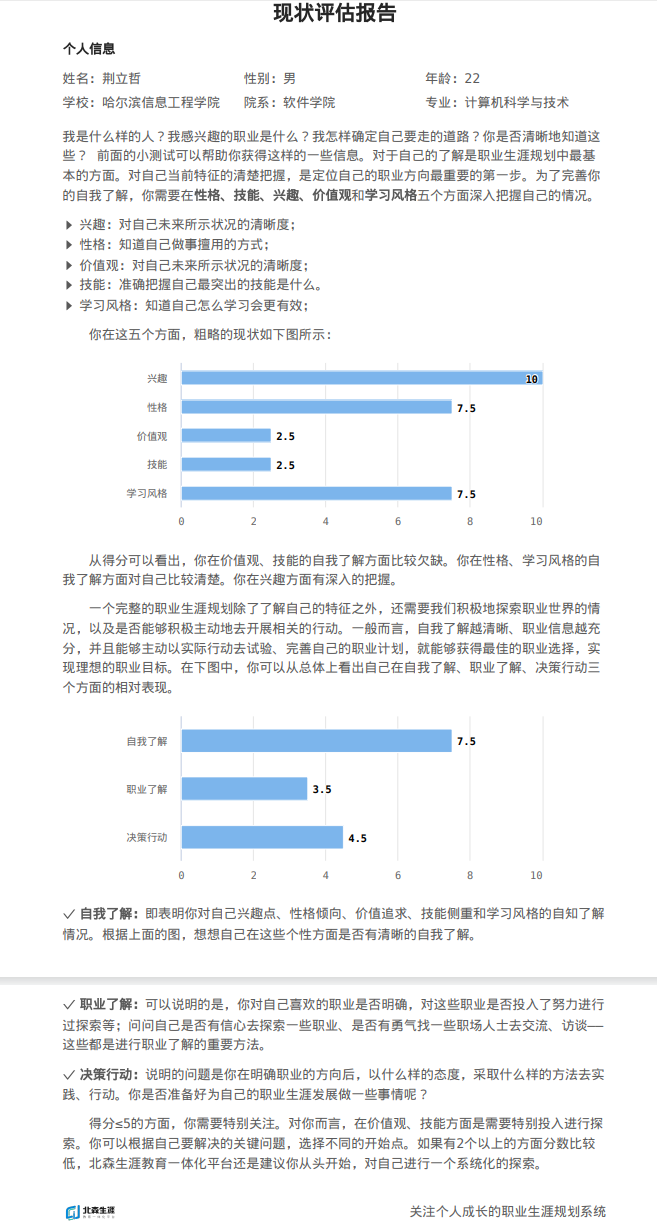 现状评估报告
个人信息
姓名：荆立哲 性别：男 年龄：22
学校：哈尔滨信息工程学院 院系：软件学院 专业：计算机科学与技术
我是什么样的人？我感兴趣的职业是什么？我怎样确定自己要走的道路？你是否清晰地知道这
些？ 前面的小测试可以帮助你获得这样的一些信息。对于自己的了解是职业生涯规划中最基
本的方面。对自己当前特征的清楚把握，是定位自己的职业方向最重要的第一步。为了完善你
的自我了解，你需要在性格、技能、兴趣、价值观和学习风格五个方面深入把握自己的情况。
兴趣：对自己未来所示状况的清晰度；
性格：知道自己做事擅用的方式；
价值观：对自己未来所示状况的清晰度；
技能：准确把握自己最突出的技能是什么。
学习风格：知道自己怎么学习会更有效；
你在这五个方面，粗略的现状如下图所示：
兴趣 10
性格 7.5
价值观 2.5
技能 2.5
学习风格 7.5
0 2 4 6 8 10
从得分可以看出，你在价值观、技能的自我了解方面比较欠缺。你在性格、学习风格的自
我了解方面对自己比较清楚。你在兴趣方面有深入的把握。
一个完整的职业生涯规划除了了解自己的特征之外，还需要我们积极地探索职业世界的情
况，以及是否能够积极主动地去开展相关的行动。一般而言，自我了解越清晰、职业信息越充
分，并且能够主动以实际行动去试验、完善自己的职业计划，就能够获得最佳的职业选择，实
现理想的职业目标。在下图中，你可以从总体上看出自己在自我了解、职业了解、决策行动三
个方面的相对表现。
自我了解 7.5
职业了解 3.5
决策行动 4.5
0 2 4 6 8 10
✓ 自我了解：即表明你对自己兴趣点、性格倾向、价值追求、技能侧重和学习风格的自知了解
情况。根据上面的图，想想自己在这些个性方面是否有清晰的自我了解。
✓ 职业了解：可以说明的是，你对自己喜欢的职业是否明确，对这些职业是否投入了努力进行
过探索等；问问自己是否有信心去探索一些职业、是否有勇气找一些职场人士去交流、访谈——
这些都是进行职业了解的重要方法。
✓ 决策行动：说明的问题是你在明确职业的方向后，以什么样的态度，采取什么样的方法去实
践、行动。你是否准备好为自己的职业生涯发展做一些事情呢？
得分≤5的方面，你需要特别关注。对你而言，在价值观、技能方面是需要特别投入进行探
索。你可以根据自己要解决的关键问题，选择不同的开始点。如果有2个以上的方面分数比较
低，北森生涯教育一体化平台还是建议你从头开始，对自己进行一个系统化的探索。
北森生涯 关注个人成长的职业生涯规划系统